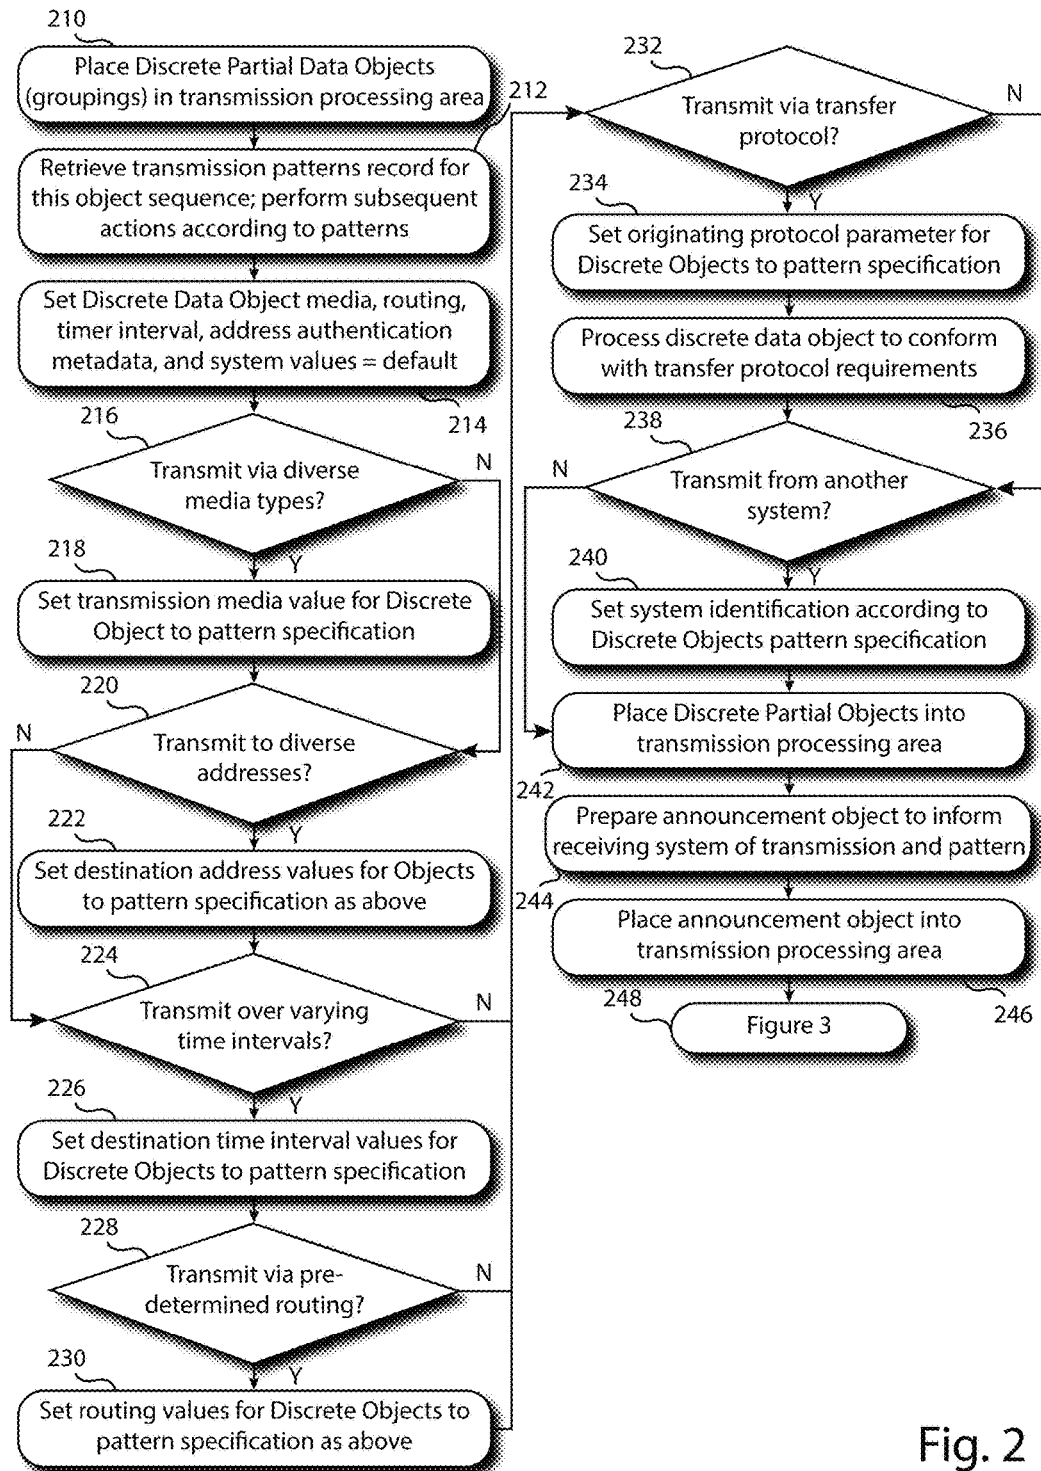 210
Place Discrete Partial Data Objects
(groupings) in transmission processing area
212
Retrieve transmission patterns record for
this object sequence; perform subsequent
actions according to patterns
Set Discrete Data Object media, routing,
timer interval, address authentication
metadata, and system values = default
214
216
Transmit via diverse
media types?
N
Y
218
Set transmission media value for Discrete
Object to pattern specification
220
N
Transmit to diverse
addresses?
Y
222
Set destination address values for Objects
to pattern specification as above
224
Transmit over varying
time intervals?
N
Y
226
Set destination time interval values for
Discrete Objects to pattern specification
228
Transmit via pre-
determined routing?
N
Y
230
Set routing values for Discrete Objects to
pattern specification as above
232
Transmit via transfer
protocol?
N
Y
234
Set originating protocol parameter for
Discrete Objects to pattern specification
Process discrete data object to conform
with transfer protocol requirements
236
238
N
Transmit from another
system?
Y
240
Set system identification according to
Discrete Objects pattern specification
Place Discrete Partial Objects into
transmission processing area
242
Prepare announcement object to inform
receiving system of transmission and pattern
244
Place announcement object into
transmission processing area
246
248
Figure 3
Fig. 2